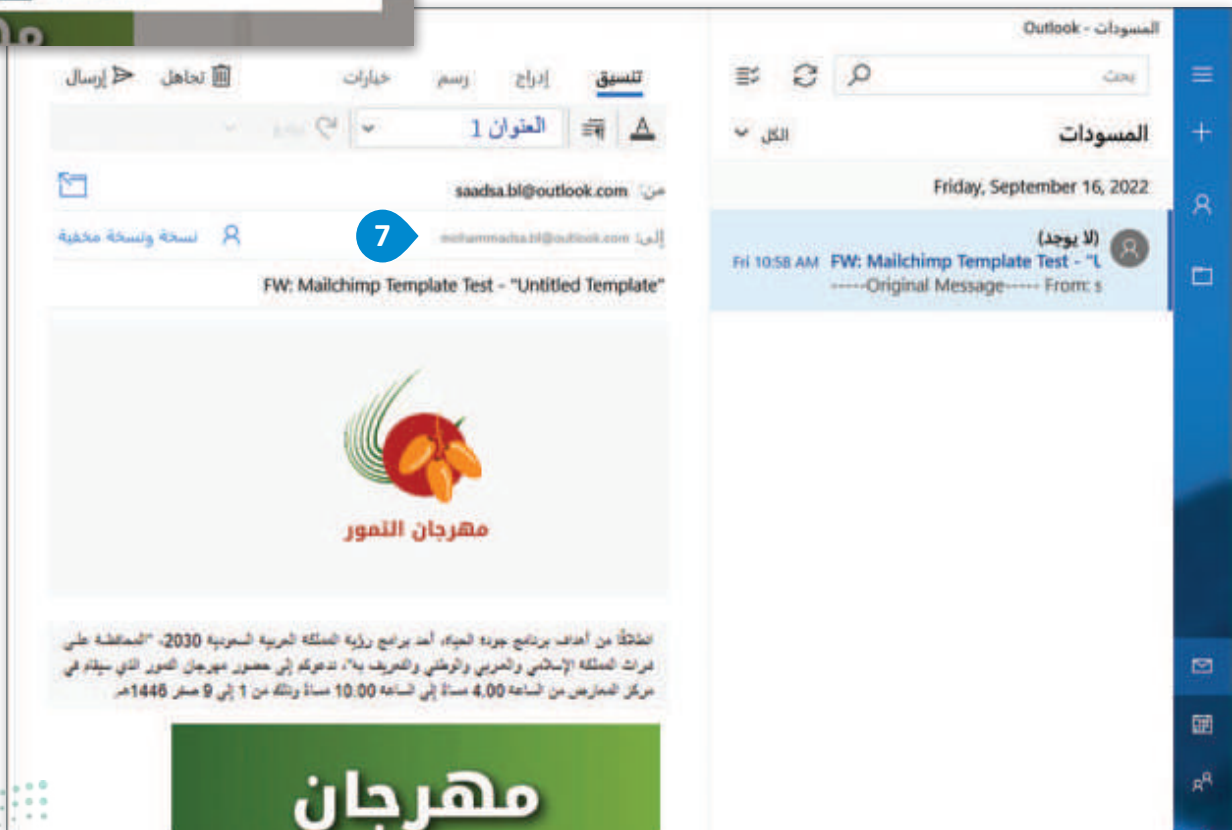 المسودات - Outlook
بحث
المسودات
الكل
Friday, September 16, 2022
(لا يوجد)
FW: Mailchimp Template Test - "U
Fri 10:58 AM
-----Original Message----- From: s
تنسيق
إدراج
رسم
خيارات
تجاهل
إرسال
العنوان 1
من: saadsa.bl@outlook.com
إلى: mohammadsa.bl@outlook.com
7
نسخة ونسخة مخفية
FW: Mailchimp Template Test - "Untitled Template"
مهرجان التمور
انطلاقًا من أهداف برنامج جودة الحياة، أحد برامج رؤية المملكة العربية السعودية 2030، "المحافظة على
تراث المملكة الإسلامي والعربي والوطني والتعريف به"، ندعوكم إلى حضور مهرجان التمور الذي سيقام في
مركز المعارض من الساعة 4.00 مساءً إلى الساعة 10.00 مساءً وذلك من 1 إلى 9 صفر 1446هـ.
مهرجان